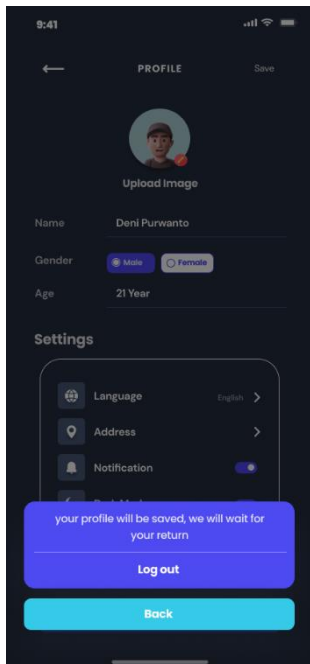 9:41
PROFILE
Save
Upload Image
Name
Deni Purwanto
Gender
Male
Female
Age
21 Year
Settings
Language
English
Address
Notification
your profile will be saved, we will wait for
your return
Log out
Back